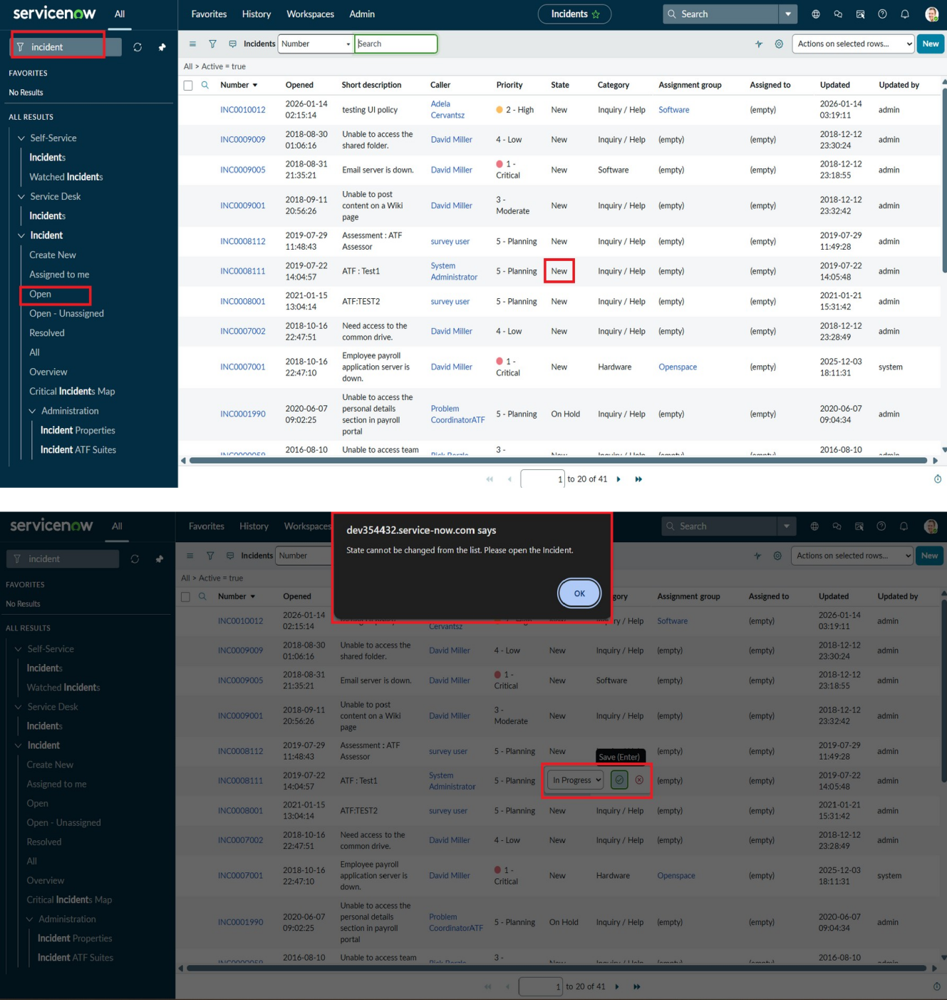 servicenow All Favorites History Workspaces Admin Incidents ☆ Search
incident Incidents Number Search Actions on selected rows... New
FAVORITES
No Results
ALL RESULTS
Self-Service
Incidents
Watched Incidents
Service Desk
Incidents
Incident
Create New
Assigned to me
Open
Open - Unassigned
Resolved
All
Overview
Critical Incidents Map
Administration
Incident Properties
Incident ATF Suites
All > Active = true
Number Opened Short description Caller Priority State Category Assignment group Assigned to Updated Updated by
INC0010012 2026-01-14 02:15:14 testing UI policy Adela Cervantsz 2 - High New Inquiry / Help Software (empty) 2026-01-14 03:19:11 admin
INC0009009 2018-08-30 01:06:16 Unable to access the shared folder. David Miller 4 - Low New Inquiry / Help (empty) (empty) 2018-12-12 23:30:24 admin
INC0009005 2018-08-31 21:35:21 Email server is down. David Miller 1 - Critical New Software (empty) (empty) 2018-12-12 23:18:55 admin
INC0009001 2018-09-11 20:56:26 Unable to post content on a Wiki page David Miller 3 - Moderate New Inquiry / Help (empty) (empty) 2018-12-12 23:32:42 admin
INC0008112 2019-07-29 11:48:43 Assessment : ATF Assessor survey user 5 - Planning New Inquiry / Help (empty) (empty) 2019-07-29 11:49:28 admin
INC0008111 2019-07-22 14:04:57 ATF : Test1 System Administrator 5 - Planning New Inquiry / Help (empty) (empty) 2019-07-22 14:05:48 admin
INC0008001 2021-01-15 13:04:14 ATF:TEST2 survey user 5 - Planning New Inquiry / Help (empty) (empty) 2021-01-21 15:31:42 admin
INC0007002 2018-10-16 22:47:51 Need access to the common drive. David Miller 4 - Low New Inquiry / Help (empty) (empty) 2018-12-12 23:28:49 admin
INC0007001 2018-10-16 22:47:10 Employee payroll application server is down. David Miller 1 - Critical New Hardware Openspace (empty) 2025-12-03 18:11:31 system
INC0001990 2020-06-07 09:02:25 Unable to access the personal details section in payroll portal Problem CoordinatorATF 5 - Planning On Hold Inquiry / Help (empty) (empty) 2020-06-07 09:04:34 admin
2016-08-10 Unable to access team 3 - 2016-08-10
1 to 20 of 41
servicenow All Favorites History Workspaces Search
incident Incidents Number Actions on selected rows... New
dev354432.service-now.com says
State cannot be changed from the list. Please open the Incident.
OK
FAVORITES
No Results
ALL RESULTS
Self-Service
Incidents
Watched Incidents
Service Desk
Incidents
Incident
Create New
Assigned to me
Open
Open - Unassigned
Resolved
All
Overview
Critical Incidents Map
Administration
Incident Properties
Incident ATF Suites
All > Active = true
Number Opened Assignment group Assigned to Updated Updated by
INC0010012 2026-01-14 02:15:14 Cervantsz Software (empty) 2026-01-14 03:19:11 admin
INC0009009 2018-08-30 01:06:16 Unable to access the shared folder. David Miller 4 - Low New Inquiry / Help (empty) (empty) 2018-12-12 23:30:24 admin
INC0009005 2018-08-31 21:35:21 Email server is down. David Miller 1 - Critical New Software (empty) (empty) 2018-12-12 23:18:55 admin
INC0009001 2018-09-11 20:56:26 Unable to post content on a Wiki page David Miller 3 - Moderate New Inquiry / Help (empty) (empty) 2018-12-12 23:32:42 admin
INC0008112 2019-07-29 11:48:43 Assessment : ATF Assessor survey user 5 - Planning New Save (Enter) (empty) (empty) 2019-07-29 11:49:28 admin
INC0008111 2019-07-22 14:04:57 ATF : Test1 System Administrator 5 - Planning In Progress (empty) (empty) 2019-07-22 14:05:48 admin
INC0008001 2021-01-15 13:04:14 ATF:TEST2 survey user 5 - Planning New Inquiry / Help (empty) (empty) 2021-01-21 15:31:42 admin
INC0007002 2018-10-16 22:47:51 Need access to the common drive. David Miller 4 - Low New Inquiry / Help (empty) (empty) 2018-12-12 23:28:49 admin
INC0007001 2018-10-16 22:47:10 Employee payroll application server is down. David Miller 1 - Critical New Hardware Openspace (empty) 2025-12-03 18:11:31 system
INC0001990 2020-06-07 09:02:25 Unable to access the personal details section in payroll portal Problem CoordinatorATF 5 - Planning On Hold Inquiry / Help (empty) (empty) 2020-06-07 09:04:34 admin
2016-08-10 Unable to access team 3 - 2016-08-10
1 to 20 of 41